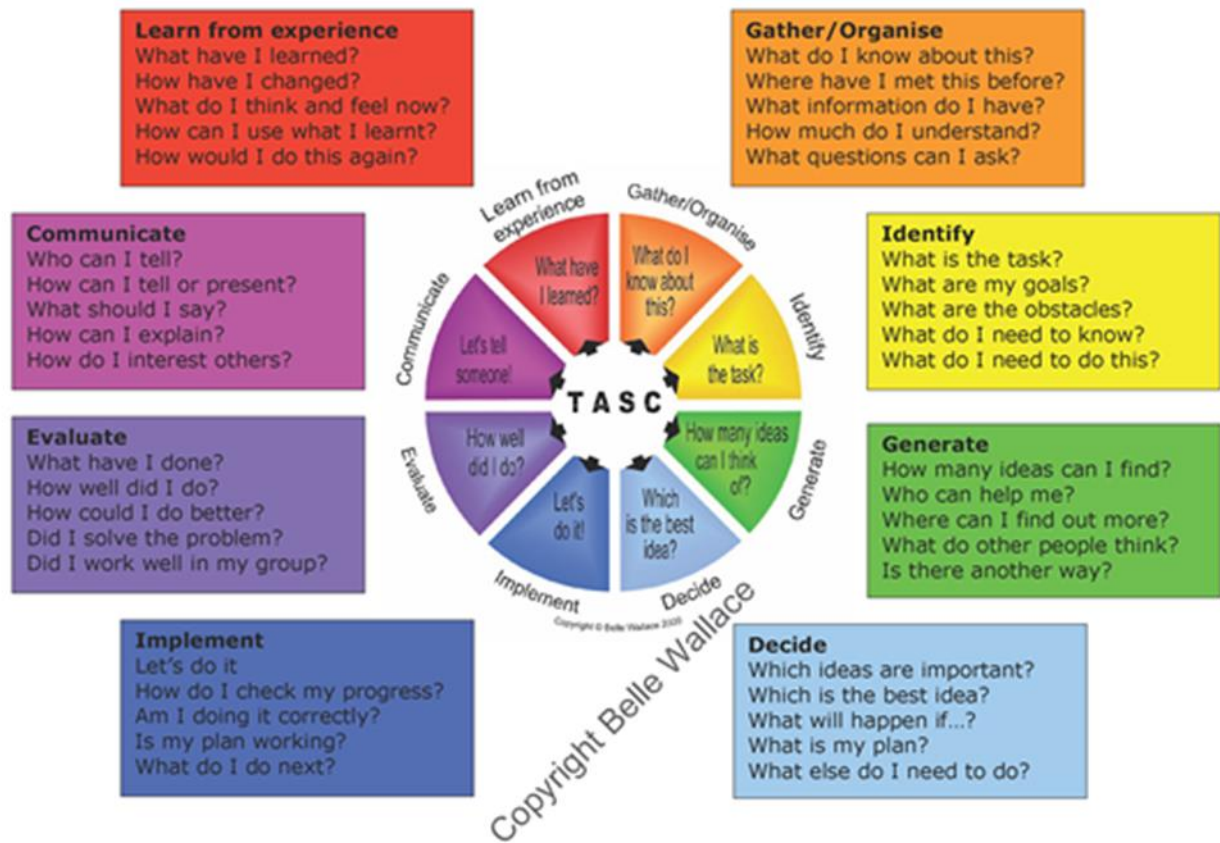 Learn from experience
What have I learned?
How have I changed?
What do I think and feel now?
How can I use what I learnt?
How would I do this again?
Gather/Organise
What do I know about this?
Where have I met this before?
What information do I have?
How much do I understand?
What questions can I ask?
Communicate
Who can I tell?
How can I tell or present?
What should I say?
How can I explain?
How do I interest others?
Identify
What is the task?
What are my goals?
What are the obstacles?
What do I need to know?
What do I need to do this?
Evaluate
What have I done?
How well did I do?
How could I do better?
Did I solve the problem?
Did I work well in my group?
Generate
How many ideas can I find?
Who can help me?
Where can I find out more?
What do other people think?
Is there another way?
Implement
Let's do it
How do I check my progress?
Am I doing it correctly?
Is my plan working?
What do I do next?
Decide
Which ideas are important?
Which is the best idea?
What will happen if...?
What is my plan?
What else do I need to do?
TASC
Learn from
experience
What have
I learned?
Gather/Organise
What do I
know about
this?
Identify
What is
the task?
Generate
How many ideas
can I think
of?
Decide
Which
is the best
idea?
Implement
Let's
do it!
Evaluate
How well
did I do?
Communicate
Let's tell
someone!
Copyright © Belle Wallace 2000
Copyright Belle Wallace